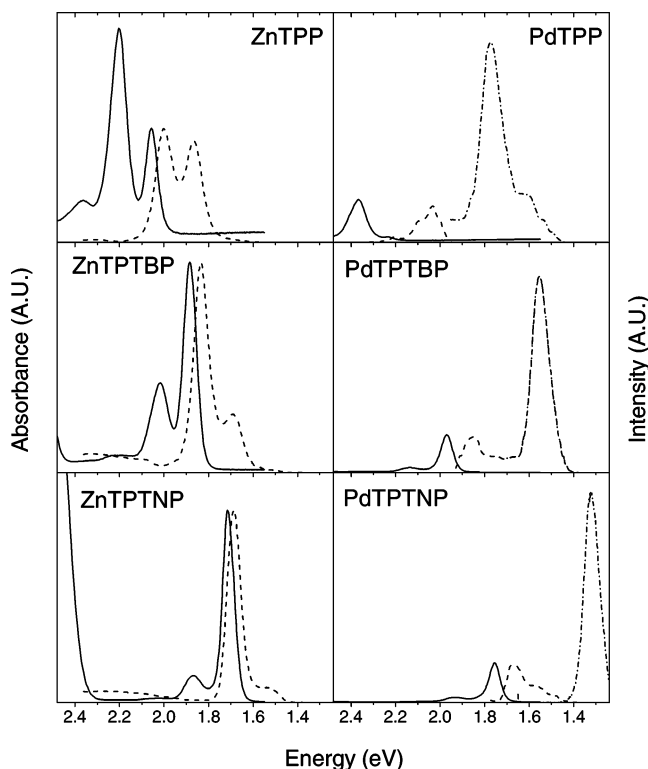 ZnTPP
PdTPP
ZnTPTBP
PdTPTBP
ZnTPTNP
PdTPTNP
Absorbance (A.U.)
Intensity (A.U.)
2.4 2.2 2.0 1.8 1.6 1.4
2.4 2.2 2.0 1.8 1.6 1.4
Energy (eV)